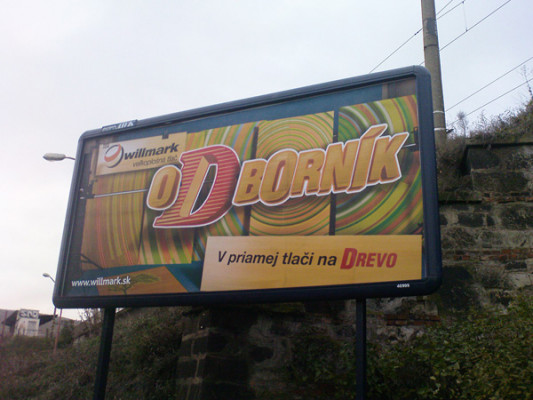 willmark
veľkoplošná tlač
ODBORNÍK
V priamej tlači na DREVO
www.willmark.sk